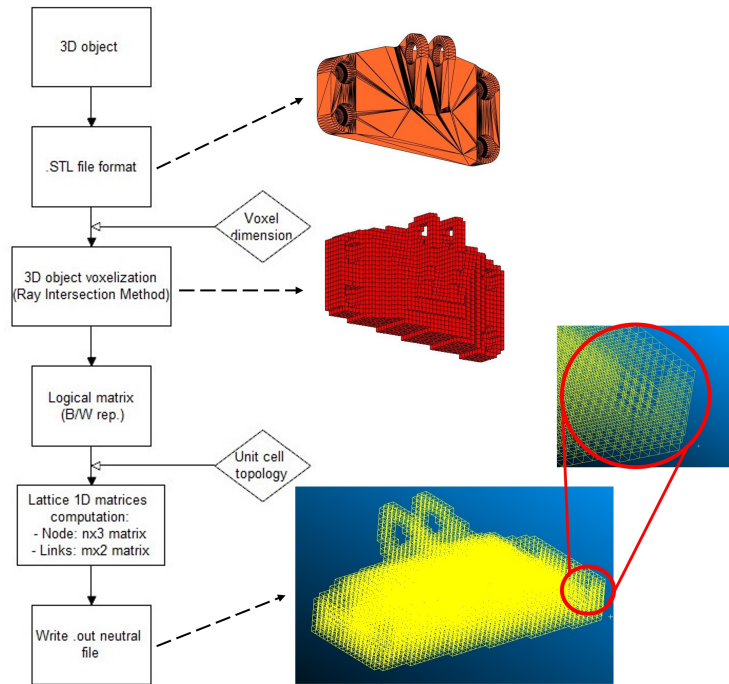 3D object
.STL file format
Voxel
dimension
3D object voxelization
(Ray Intersection Method)
Logical matrix
(B/W rep.)
Unit cell
topology
Lattice 1D matrices
computation:
- Node: nx3 matrix
- Links: mx2 matrix
Write .out neutral
file